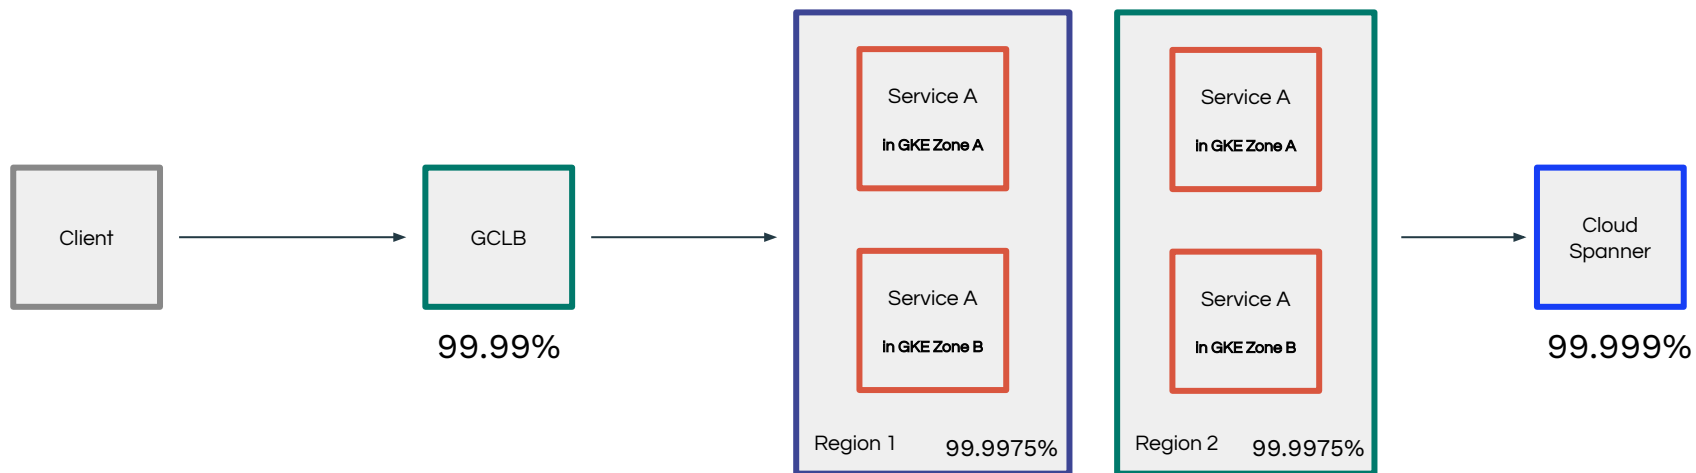 Client
GCLB
99.99%
Service A
in GKE Zone A
Service A
in GKE Zone B
Region 1
99.9975%
Service A
in GKE Zone A
Service A
in GKE Zone B
Region 2
99.9975%
Cloud
Spanner
99.999%